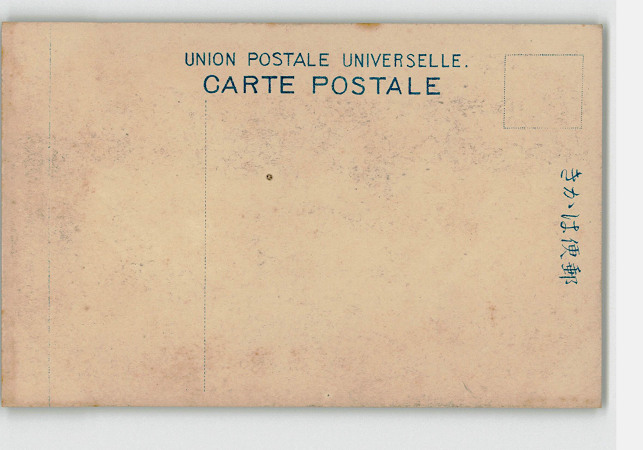 UNION POSTALE UNIVERSELLE.
CARTE POSTALE
郵便はかき